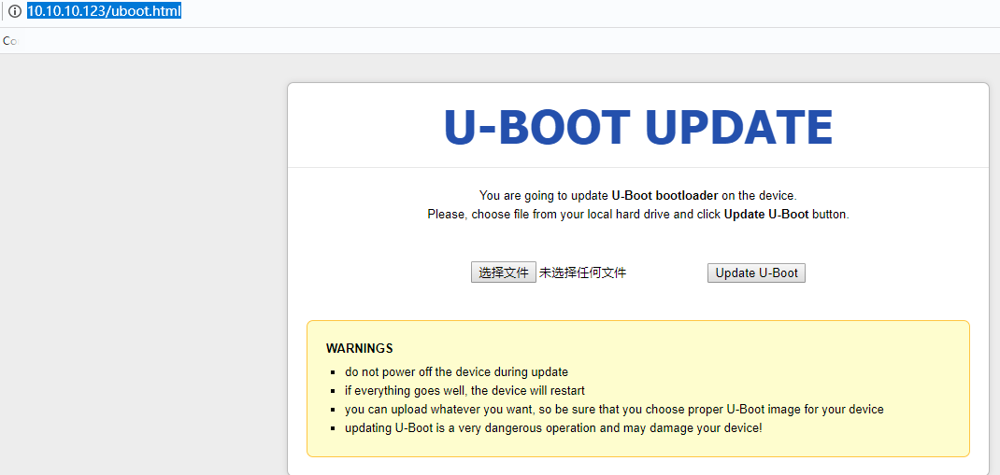 10.10.10.123/uboot.html
Co
U-BOOT UPDATE
You are going to update U-Boot bootloader on the device.
Please, choose file from your local hard drive and click Update U-Boot button.
选择文件 未选择任何文件 Update U-Boot
WARNINGS
do not power off the device during update
if everything goes well, the device will restart
you can upload whatever you want, so be sure that you choose proper U-Boot image for your device
updating U-Boot is a very dangerous operation and may damage your device!